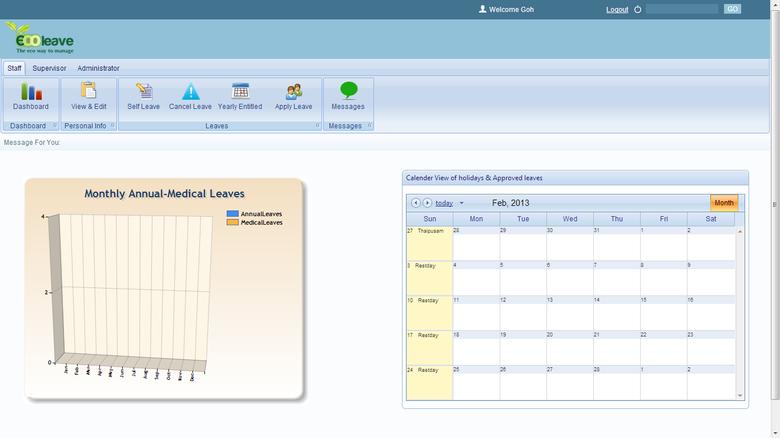 Welcome Goh
Logout
GO
Ecoleave
The eco way to manage
Staff Supervisor Administrator
Dashboard View & Edit Self Leave Cancel Leave Yearly Entitled Apply Leave Messages
Dashboard Personal Info Leaves Messages
Message For You:
Monthly Annual-Medical Leaves
AnnualLeaves
MedicalLeaves
4
2
0
Jan Feb Mar Apr May Jun Jul Aug Sep Oct Nov Dec
Calender View of holidays & Approved leaves
today Feb, 2013 Month
Sun Mon Tue Wed Thu Fri Sat
27 Thaipusam 28 29 30 31 1 2
3 Restday 4 5 6 7 8 9
10 Restday 11 12 13 14 15 16
17 Restday 18 19 20 21 22 23
24 Restday 25 26 27 28 1 2